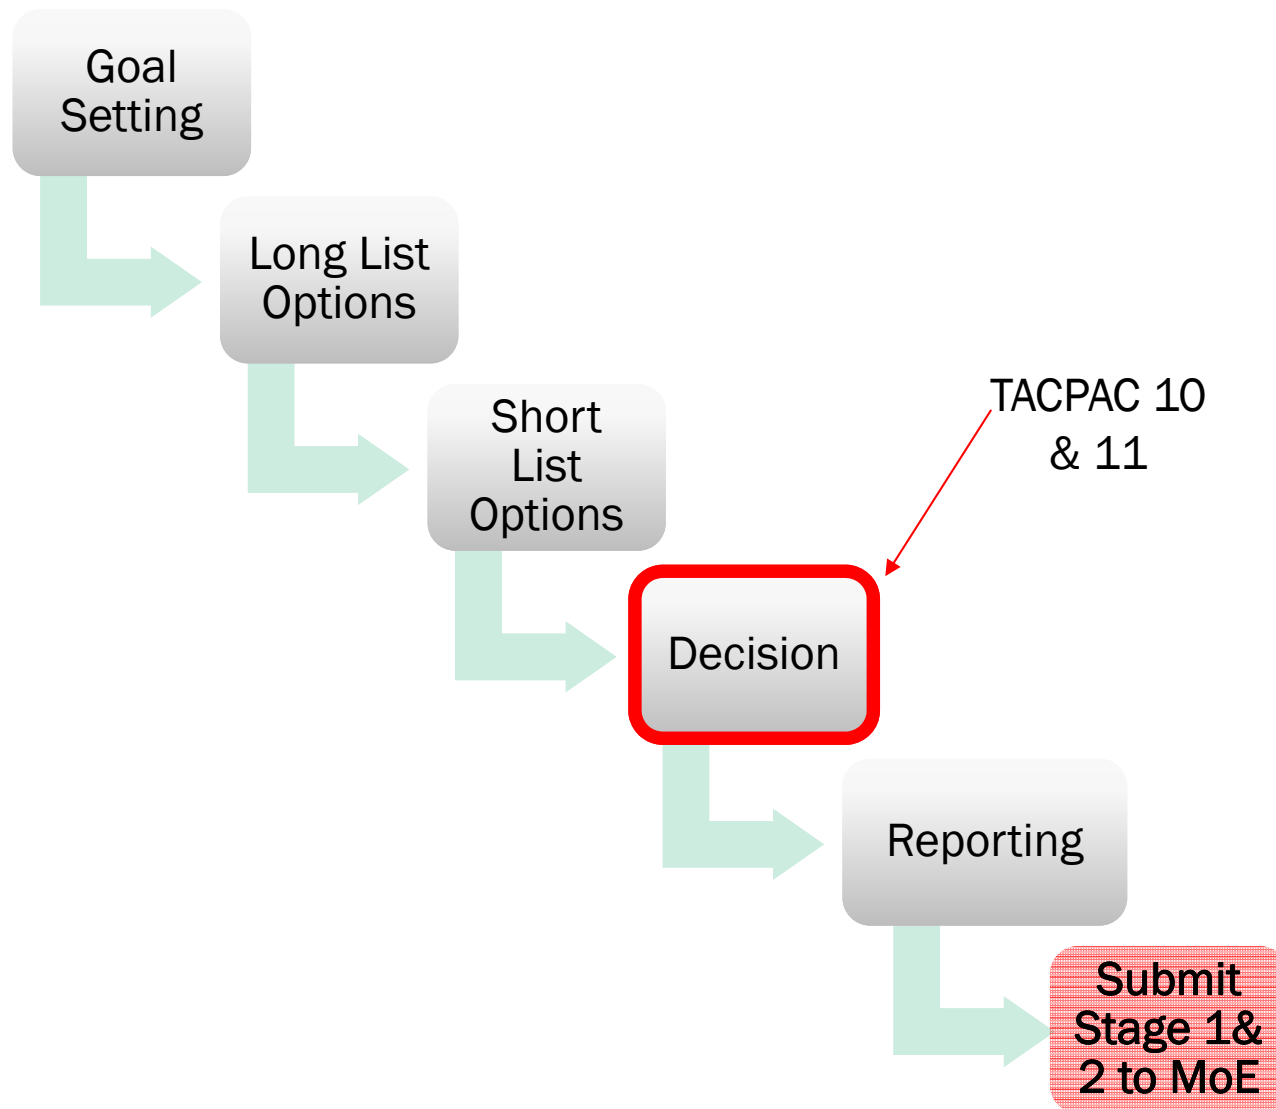 Goal
Setting
Long List
Options
Short
List
Options
TACPAC 10
& 11
Decision
Reporting
Submit
Stage 1&
2 to MoE